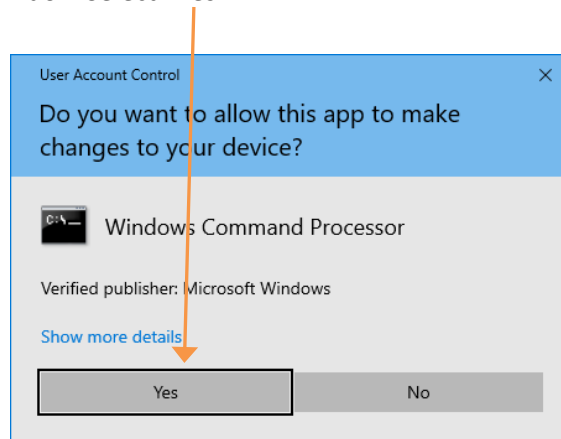 User Account Control
Do you want to allow this app to make
changes to your device?
C:\
Windows Command Processor
Verified publisher: Microsoft Windows
Show more details
Yes
No